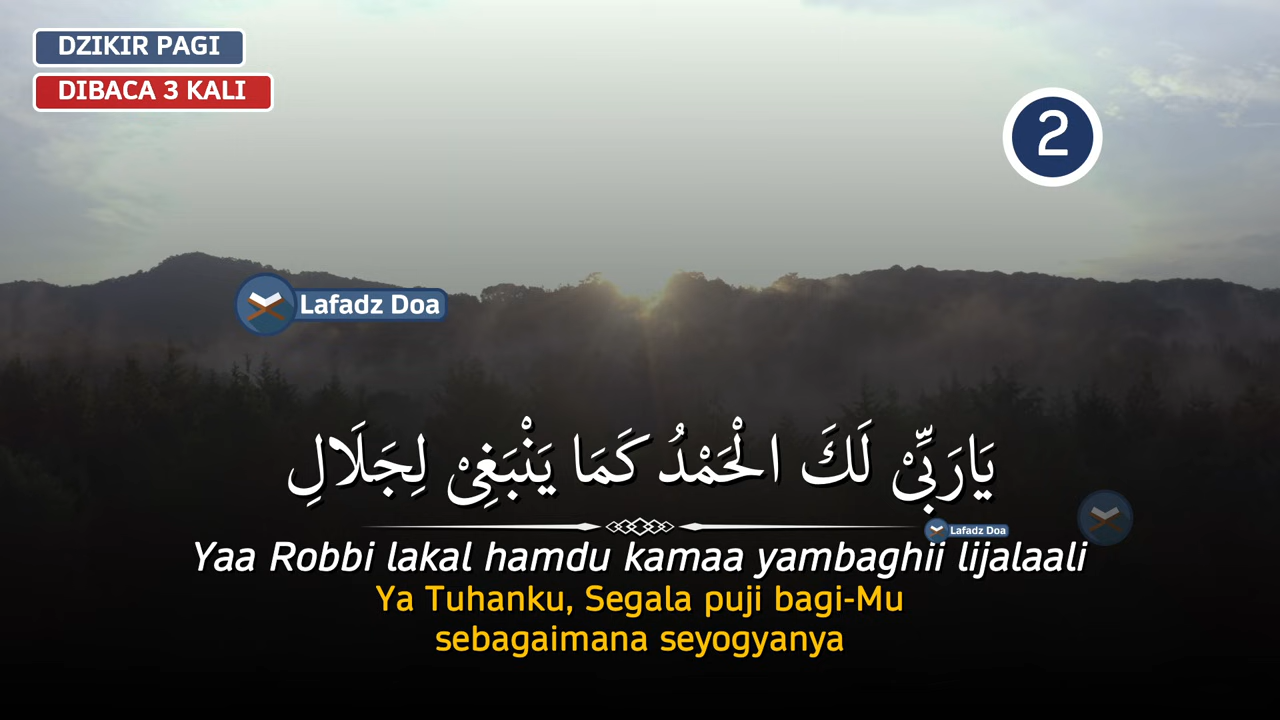 DZIKIR PAGI
DIBACA 3 KALI
2
Lafadz Doa
يَارَبِّيْ لَكَ الْحَمْدُ كَمَا يَنْبَغِيْ لِجَلَالِ
Lafadz Doa
Yaa Robbi lakal hamdu kamaa yambaghii lijalaali
Ya Tuhanku, Segala puji bagi-Mu
sebagaimana seyogyanya